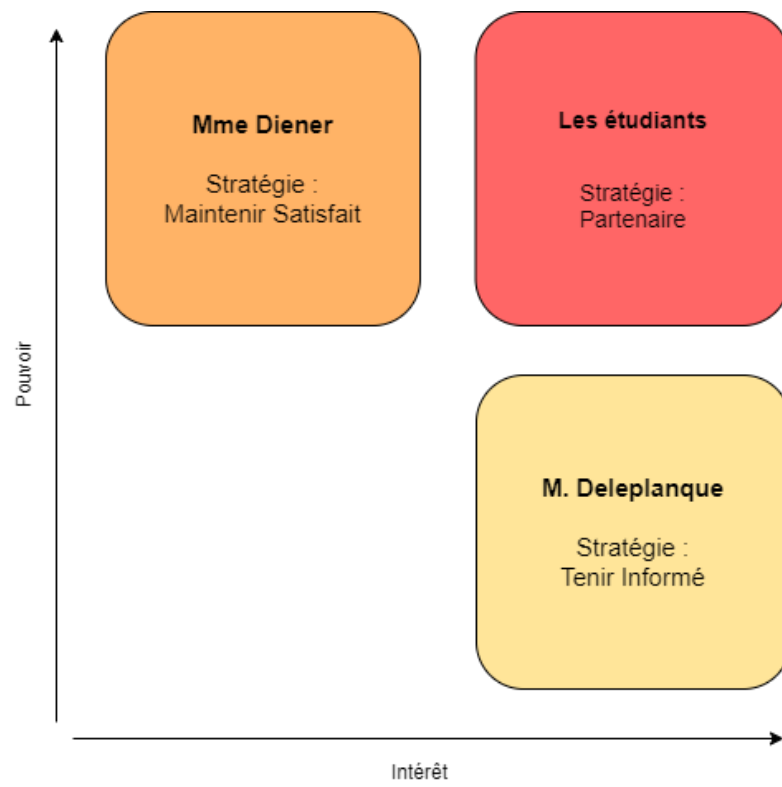 Mme Diener
Stratégie :
Maintenir Satisfait
Les étudiants
Stratégie :
Partenaire
Pouvoir
M. Deleplanque
Stratégie :
Tenir Informé
Intérêt